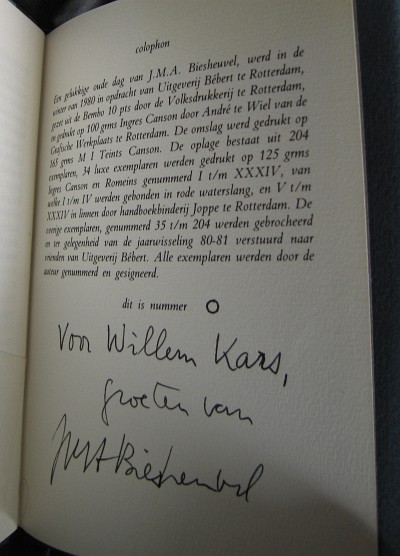 colophon
Een gelukkige oude dag van J.M.A. Biesheuvel, werd in de
winter van 1980 in opdracht van Uitgeverij Bébert te Rotterdam,
gezet uit de Bembo 10 pts door de Volksdrukkerij te Rotterdam,
en gedrukt op 100 grms Ingres Canson door André te Wiel van de
Grafische Werkplaats te Rotterdam. De omslag werd gedrukt op
165 grms M I Teints Canson. De oplage bestaat uit 204
exemplaren, 34 luxe exemplaren werden gedrukt op 125 grms
Ingres Canson en Romeins genummerd I t/m XXXIV, van
welke I t/m IV werden gebonden in rode waterslang, en V t/m
XXXIV in linnen door handboekbinderij Joppe te Rotterdam. De
overige exemplaren, genummerd 35 t/m 204 werden gebrocheerd
en ter gelegenheid van de jaarwisseling 80-81 verstuurd naar
vrienden van Uitgeverij Bébert. Alle exemplaren werden door de
auteur genummerd en gesigneerd.
dit is nummer O
Voor Willem Kars,
groeten van
JMA Biesheuvel